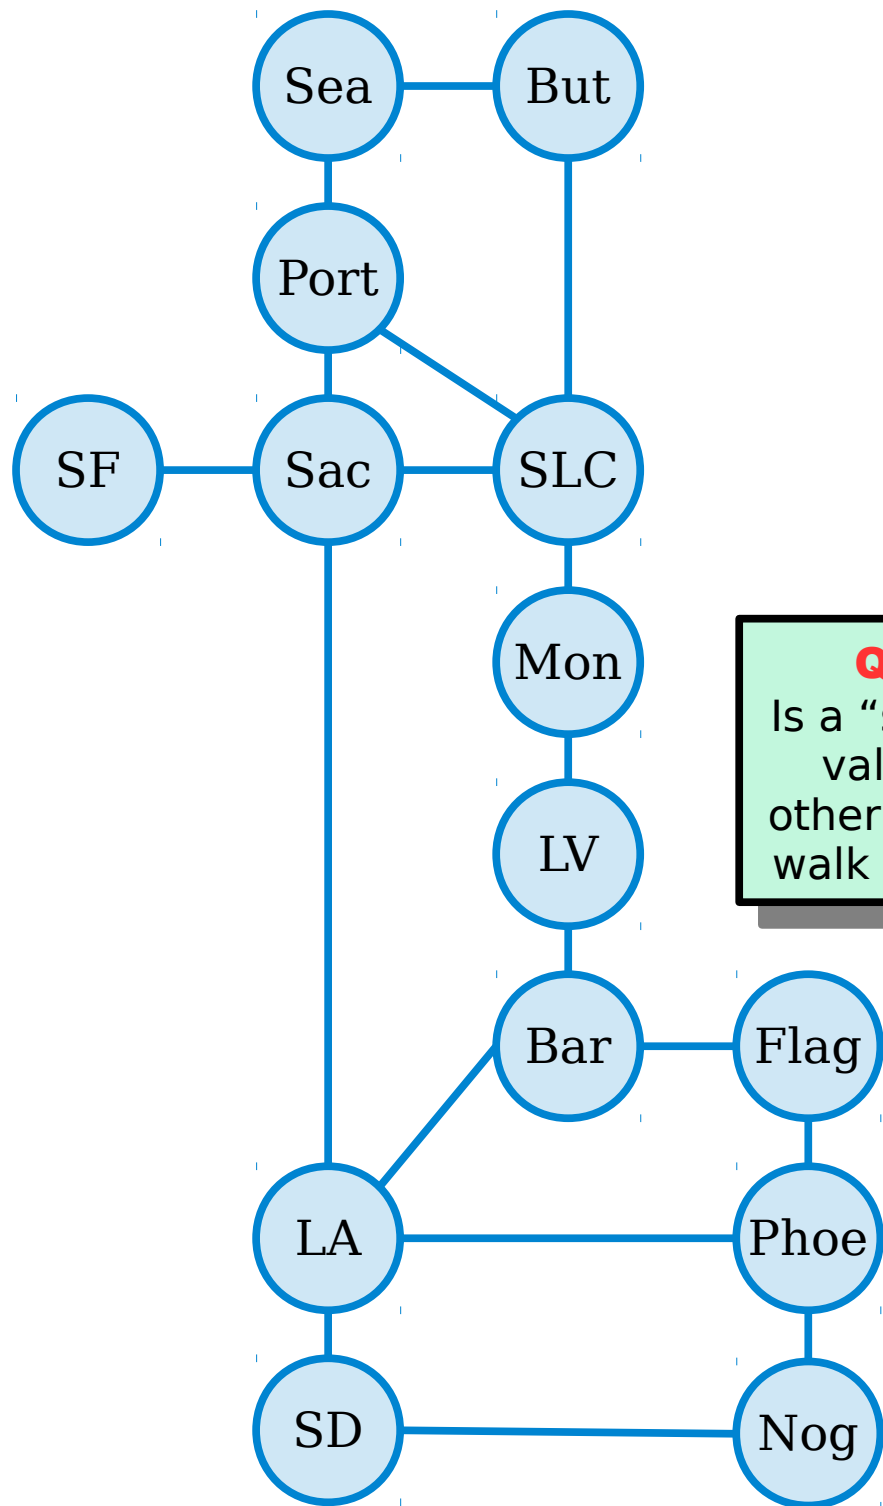 Sea
But
Port
SF
Sac
SLC
Mon
Q
Is a “
val
other
walk
LV
Bar
Flag
LA
Phoe
SD
Nog